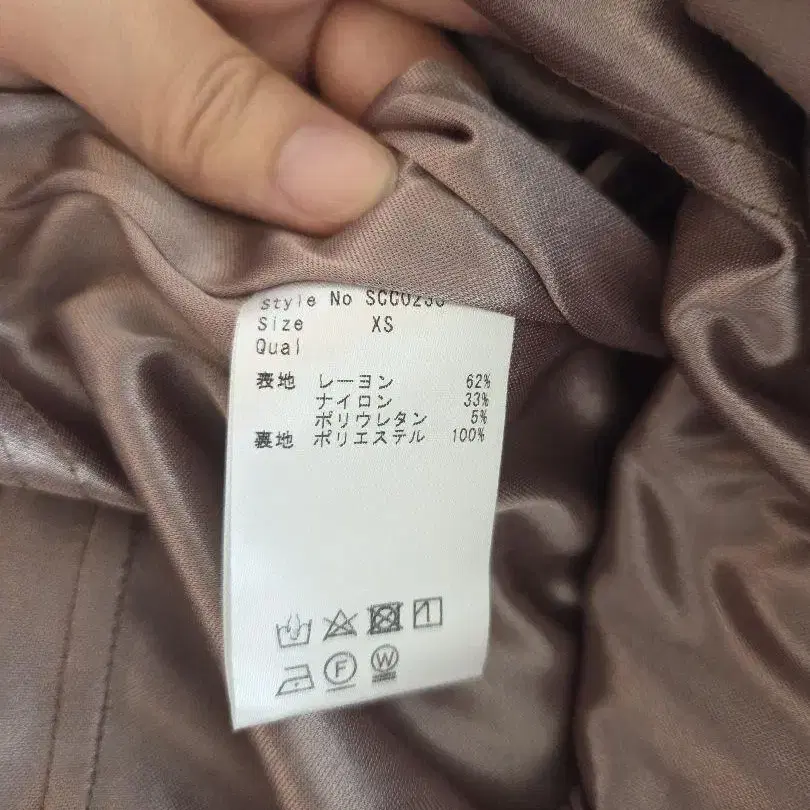 Style No
Size XS
Qual
表地 レーヨン 62%
ナイロン 33%
ポリウレタン 5%
裏地 ポリエステル 100%
F W